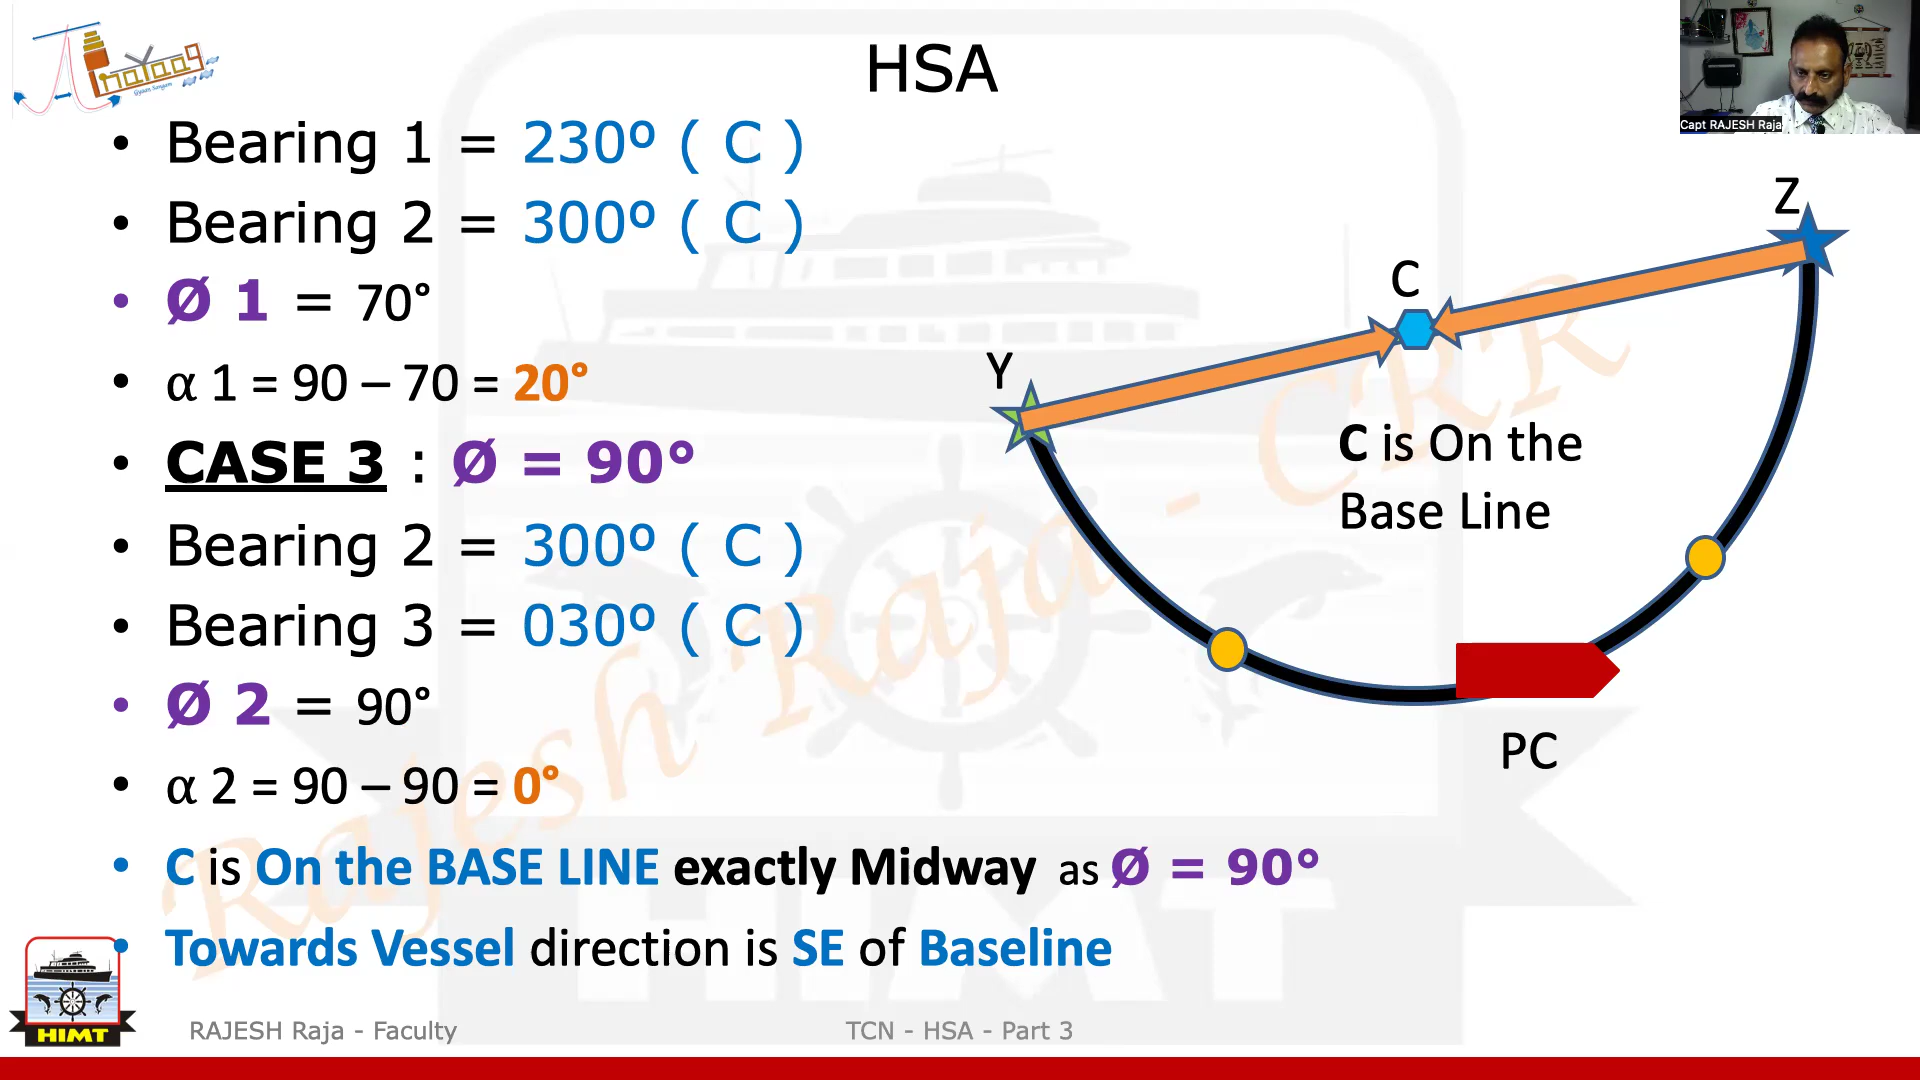 HSA
Capt RAJESH Raja
• Bearing 1 = 230º ( C )
• Bearing 2 = 300º ( C )
• Ø 1 = 70°
• α 1 = 90 – 70 = 20°
• CASE 3 : Ø = 90°
• Bearing 2 = 300º ( C )
• Bearing 3 = 030º ( C )
• Ø 2 = 90°
• α 2 = 90 – 90 = 0°
• C is On the BASE LINE exactly Midway as Ø = 90°
• Towards Vessel direction is SE of Baseline
Z
C
Y
C is On the
Base Line
PC
Rajesh Raja - CRR
HIMT
HIMT
RAJESH Raja - Faculty
TCN - HSA - Part 3